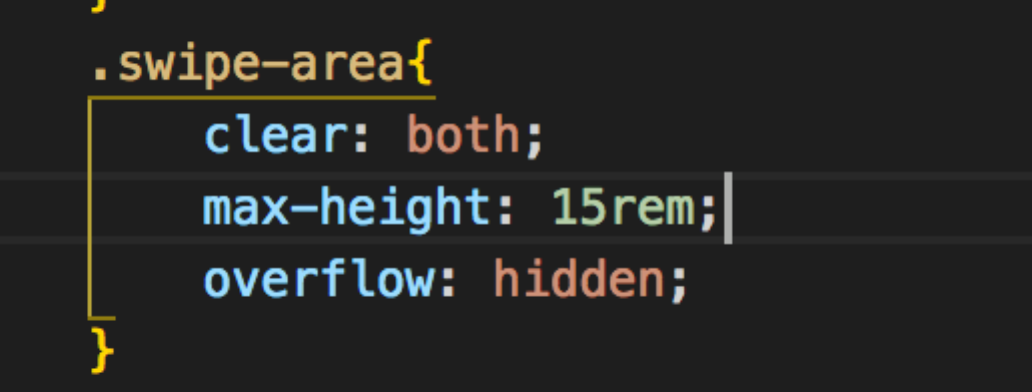 }
.swipe-area{
clear: both;
max-height: 15rem;
overflow: hidden;
}